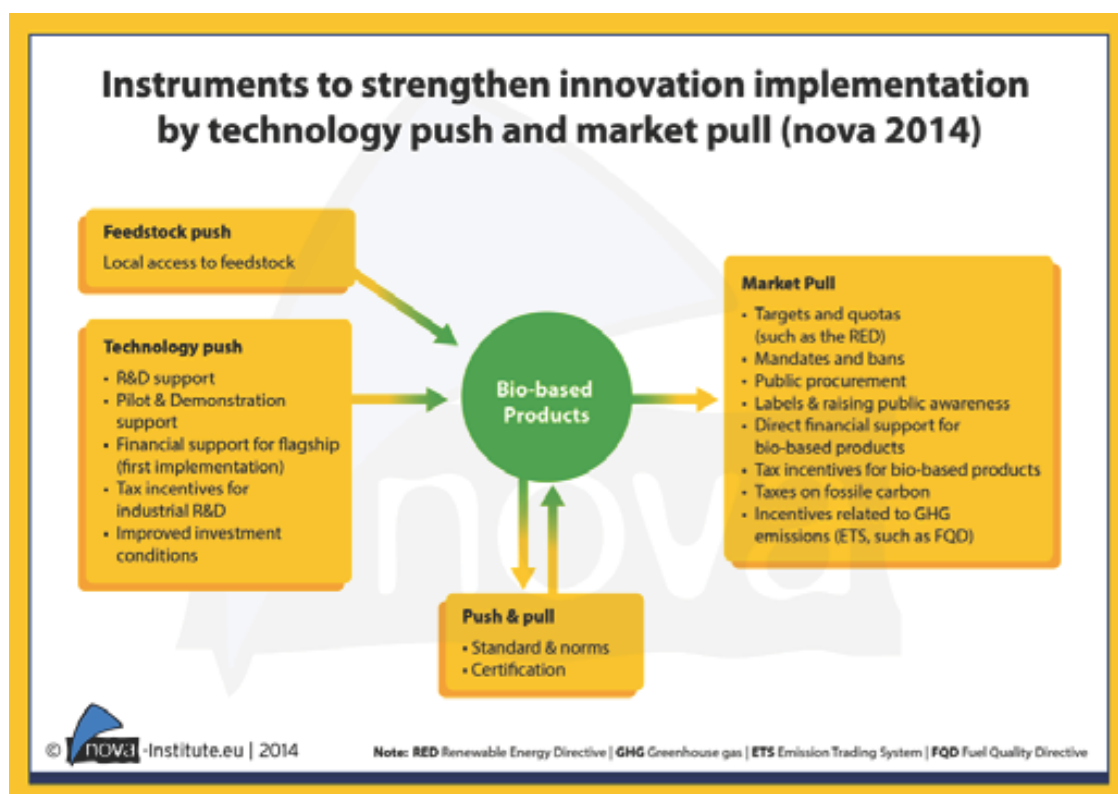 Instruments to strengthen innovation implementation
by technology push and market pull (nova 2014)
Feedstock push
Local access to feedstock
Technology push
• R&D support
• Pilot & Demonstration
support
• Financial support for flagship
(first implementation)
• Tax incentives for
industrial R&D
• Improved investment
conditions
Bio-based
Products
Market Pull
• Targets and quotas
(such as the RED)
• Mandates and bans
• Public procurement
• Labels & raising public awareness
• Direct financial support for
bio-based products
• Tax incentives for bio-based products
• Taxes on fossile carbon
• Incentives related to GHG
emissions (ETS, such as FQD)
Push & pull
• Standard & norms
• Certification
nova
© nova -Institute.eu | 2014
Note: RED Renewable Energy Directive | GHG Greenhouse gas | ETS Emission Trading System | FQD Fuel Quality Directive